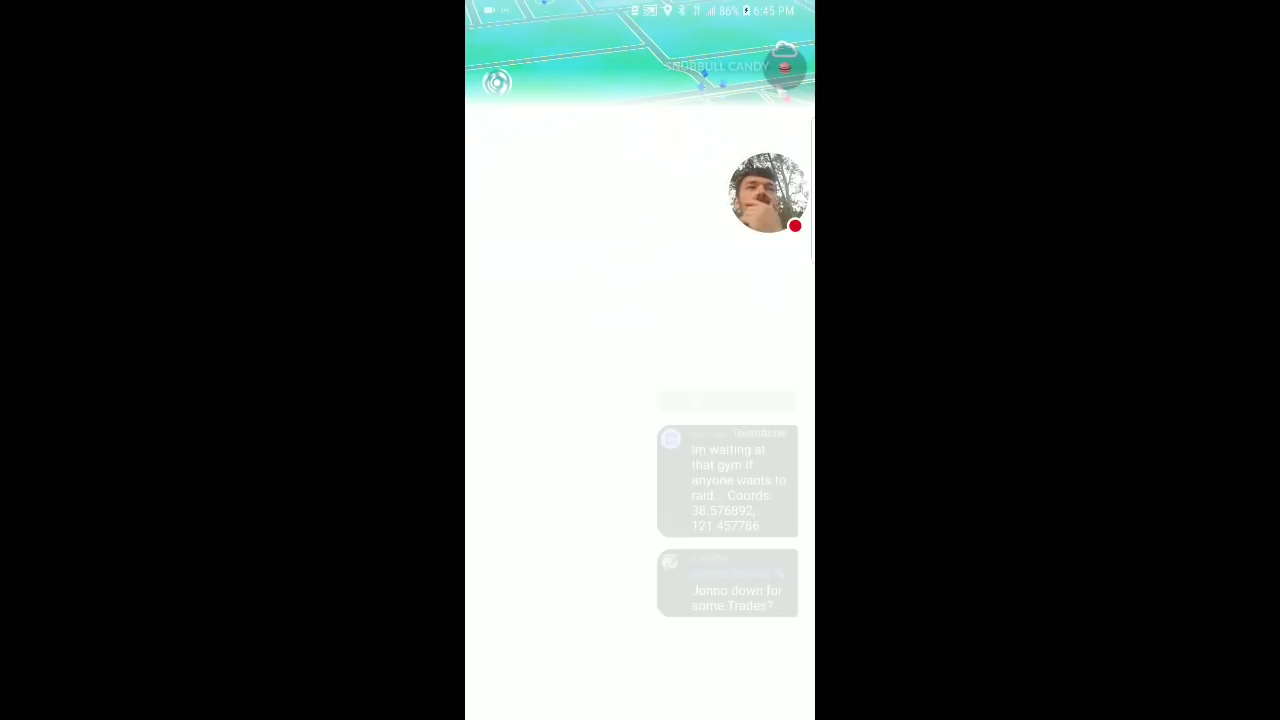 86% 6:45 PM
SNUBBULL CANDY
Im waiting at
that gym if
anyone wants to
raid... Coords:
38.576892,
121.457786
Jonno down for
some Trades?